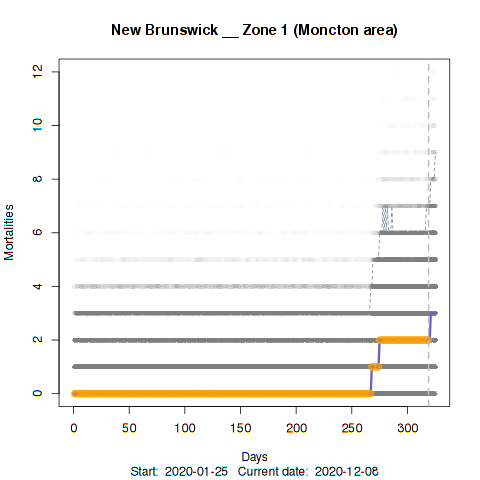 New Brunswick __ Zone 1 (Moncton area)
Mortalities
12
10
8
6
4
2
0
0 50 100 150 200 250 300
Days
Start: 2020-01-25 Current date: 2020-12-08